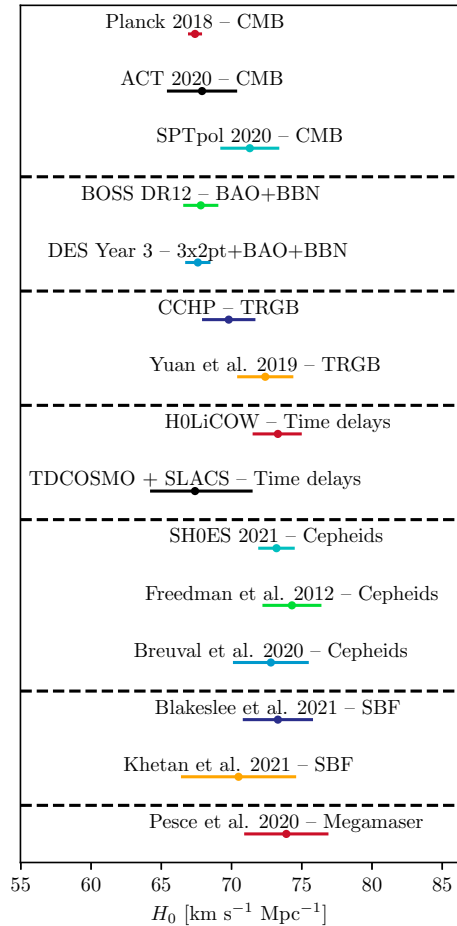 Planck 2018 – CMB
ACT 2020 – CMB
SPTpol 2020 – CMB
BOSS DR12 – BAO+BBN
DES Year 3 – 3x2pt+BAO+BBN
CCHP – TRGB
Yuan et al. 2019 – TRGB
H0LiCOW – Time delays
TDCOSMO + SLACS – Time delays
SH0ES 2021 – Cepheids
Freedman et al. 2012 – Cepheids
Breuval et al. 2020 – Cepheids
Blakeslee et al. 2021 – SBF
Khetan et al. 2021 – SBF
Pesce et al. 2020 – Megamaser
55 60 65 70 75 80 85
H₀ [km s⁻¹ Mpc⁻¹]